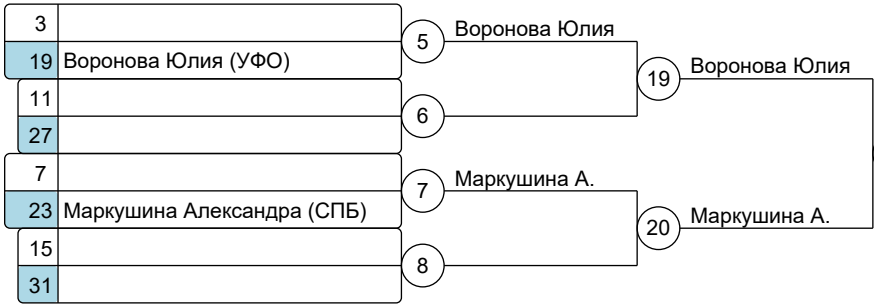 3
19 Воронова Юлия (УФО)
11
27
7
23 Маркушина Александра (СПБ)
15
31
5 Воронова Юлия
6
7 Маркушина А.
8
19 Воронова Юлия
20 Маркушина А.